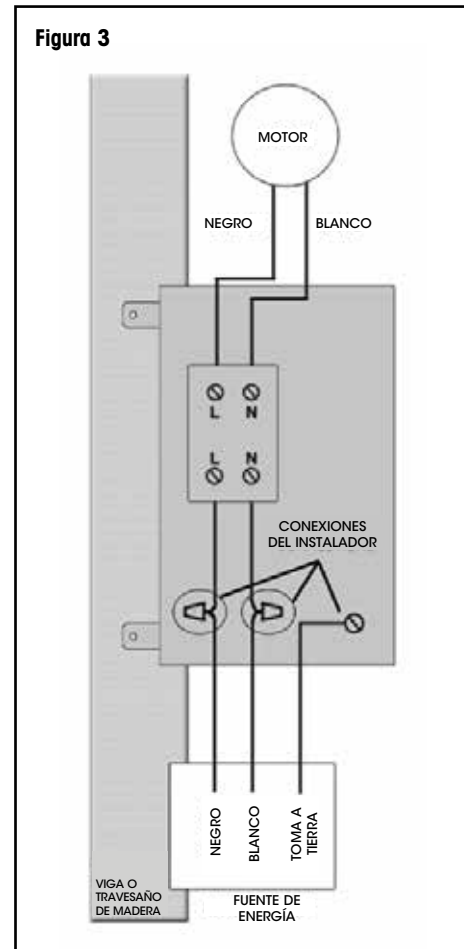 Figura 3
MOTOR
NEGRO
BLANCO
L
N
L
N
CONEXIONES
DEL INSTALADOR
NEGRO
BLANCO
TOMA A
TIERRA
VIGA O
TRAVESAÑO
DE MADERA
FUENTE DE
ENERGÍA